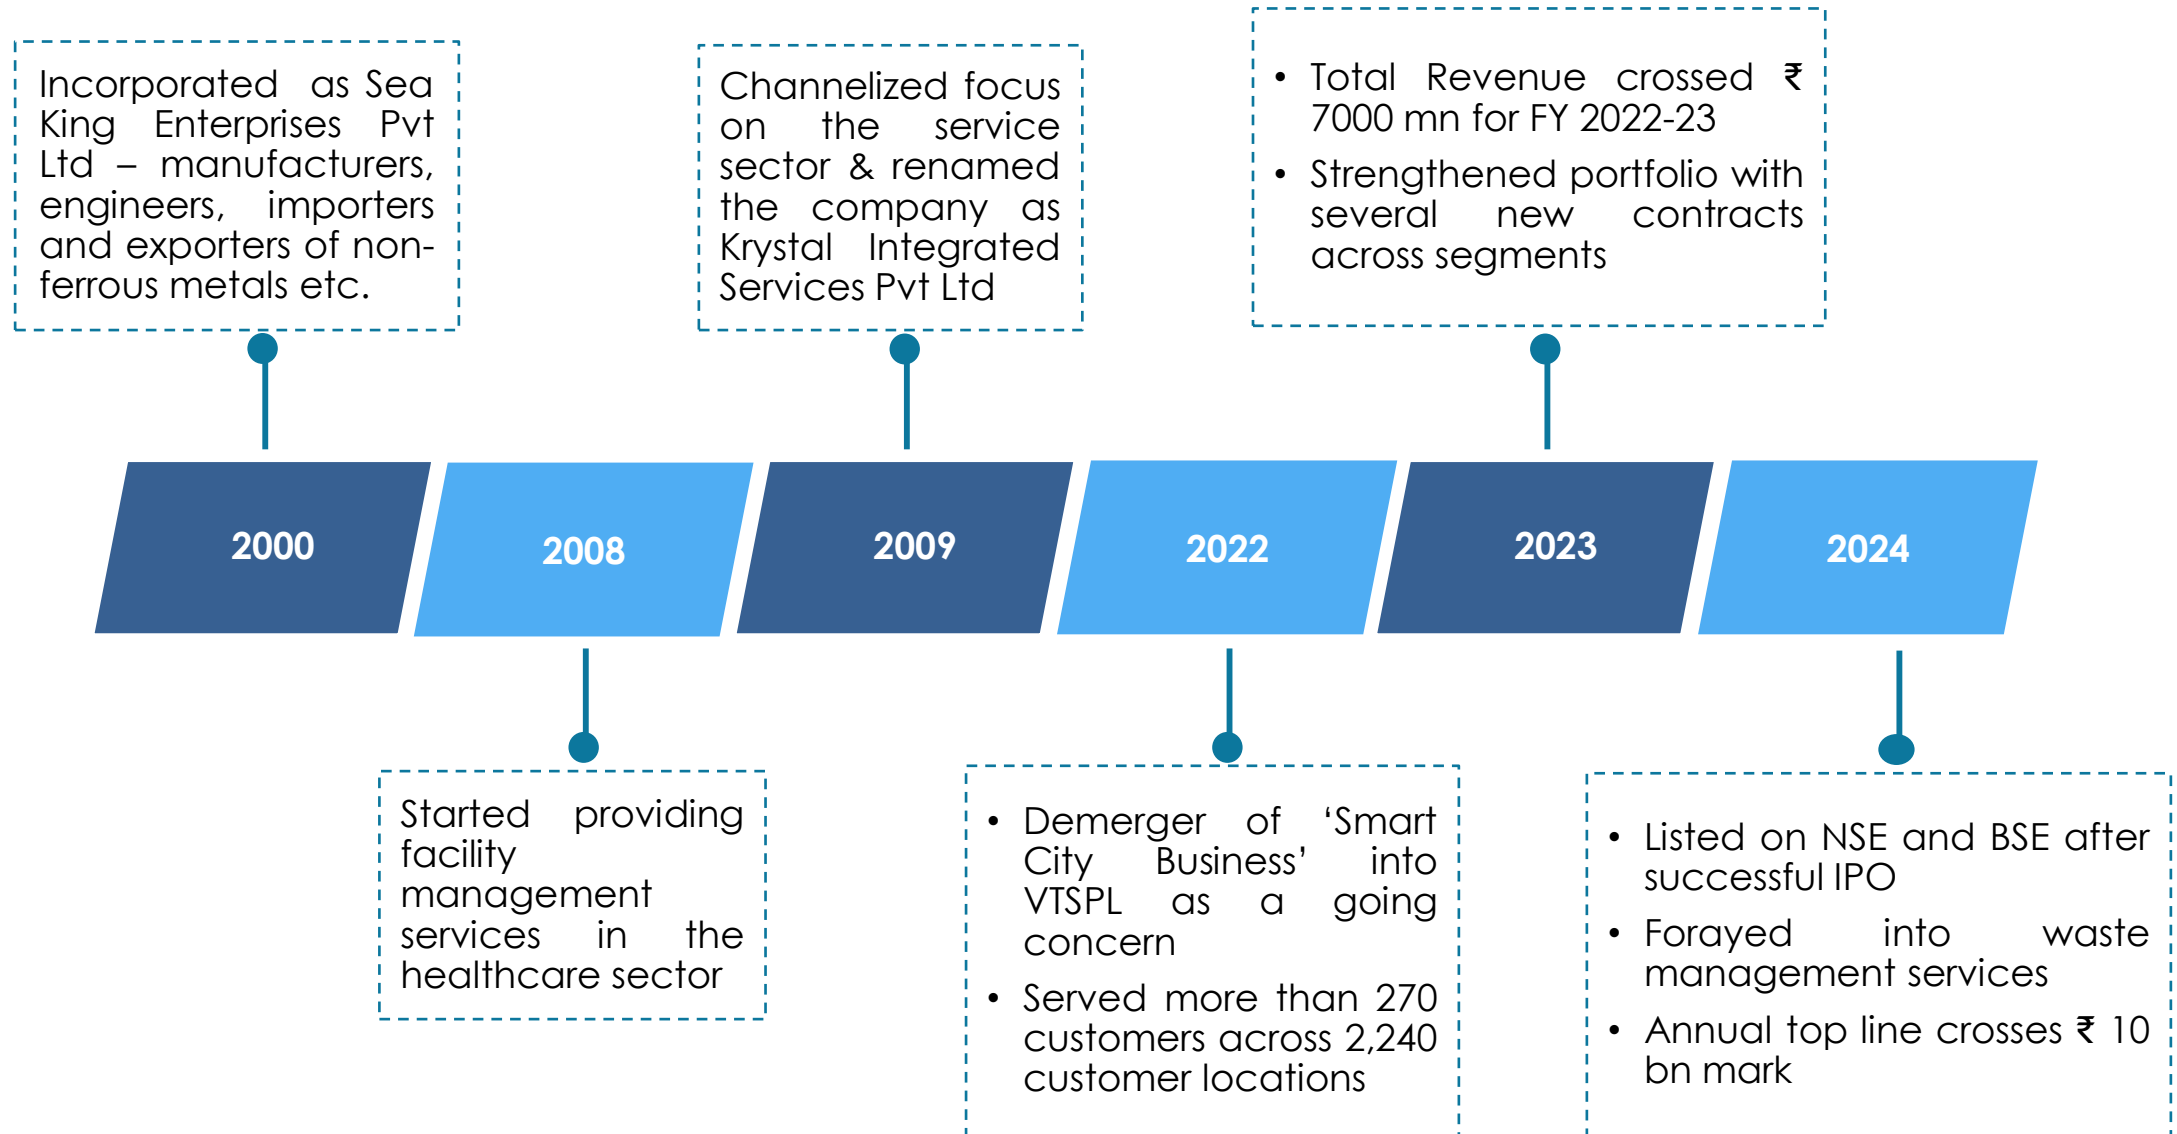 Incorporated as Sea
King Enterprises Pvt
Ltd – manufacturers,
engineers, importers
and exporters of non-
ferrous metals etc.
Channelized focus
on the service
sector & renamed
the company as
Krystal Integrated
Services Pvt Ltd
• Total Revenue crossed ₹
7000 mn for FY 2022-23
• Strengthened portfolio with
several new contracts
across segments
2000
2008
2009
2022
2023
2024
Started providing
facility
management
services in the
healthcare sector
• Demerger of ‘Smart
City Business’ into
VTSPL as a going
concern
• Served more than 270
customers across 2,240
customer locations
• Listed on NSE and BSE after
successful IPO
• Forayed into waste
management services
• Annual top line crosses ₹ 10
bn mark